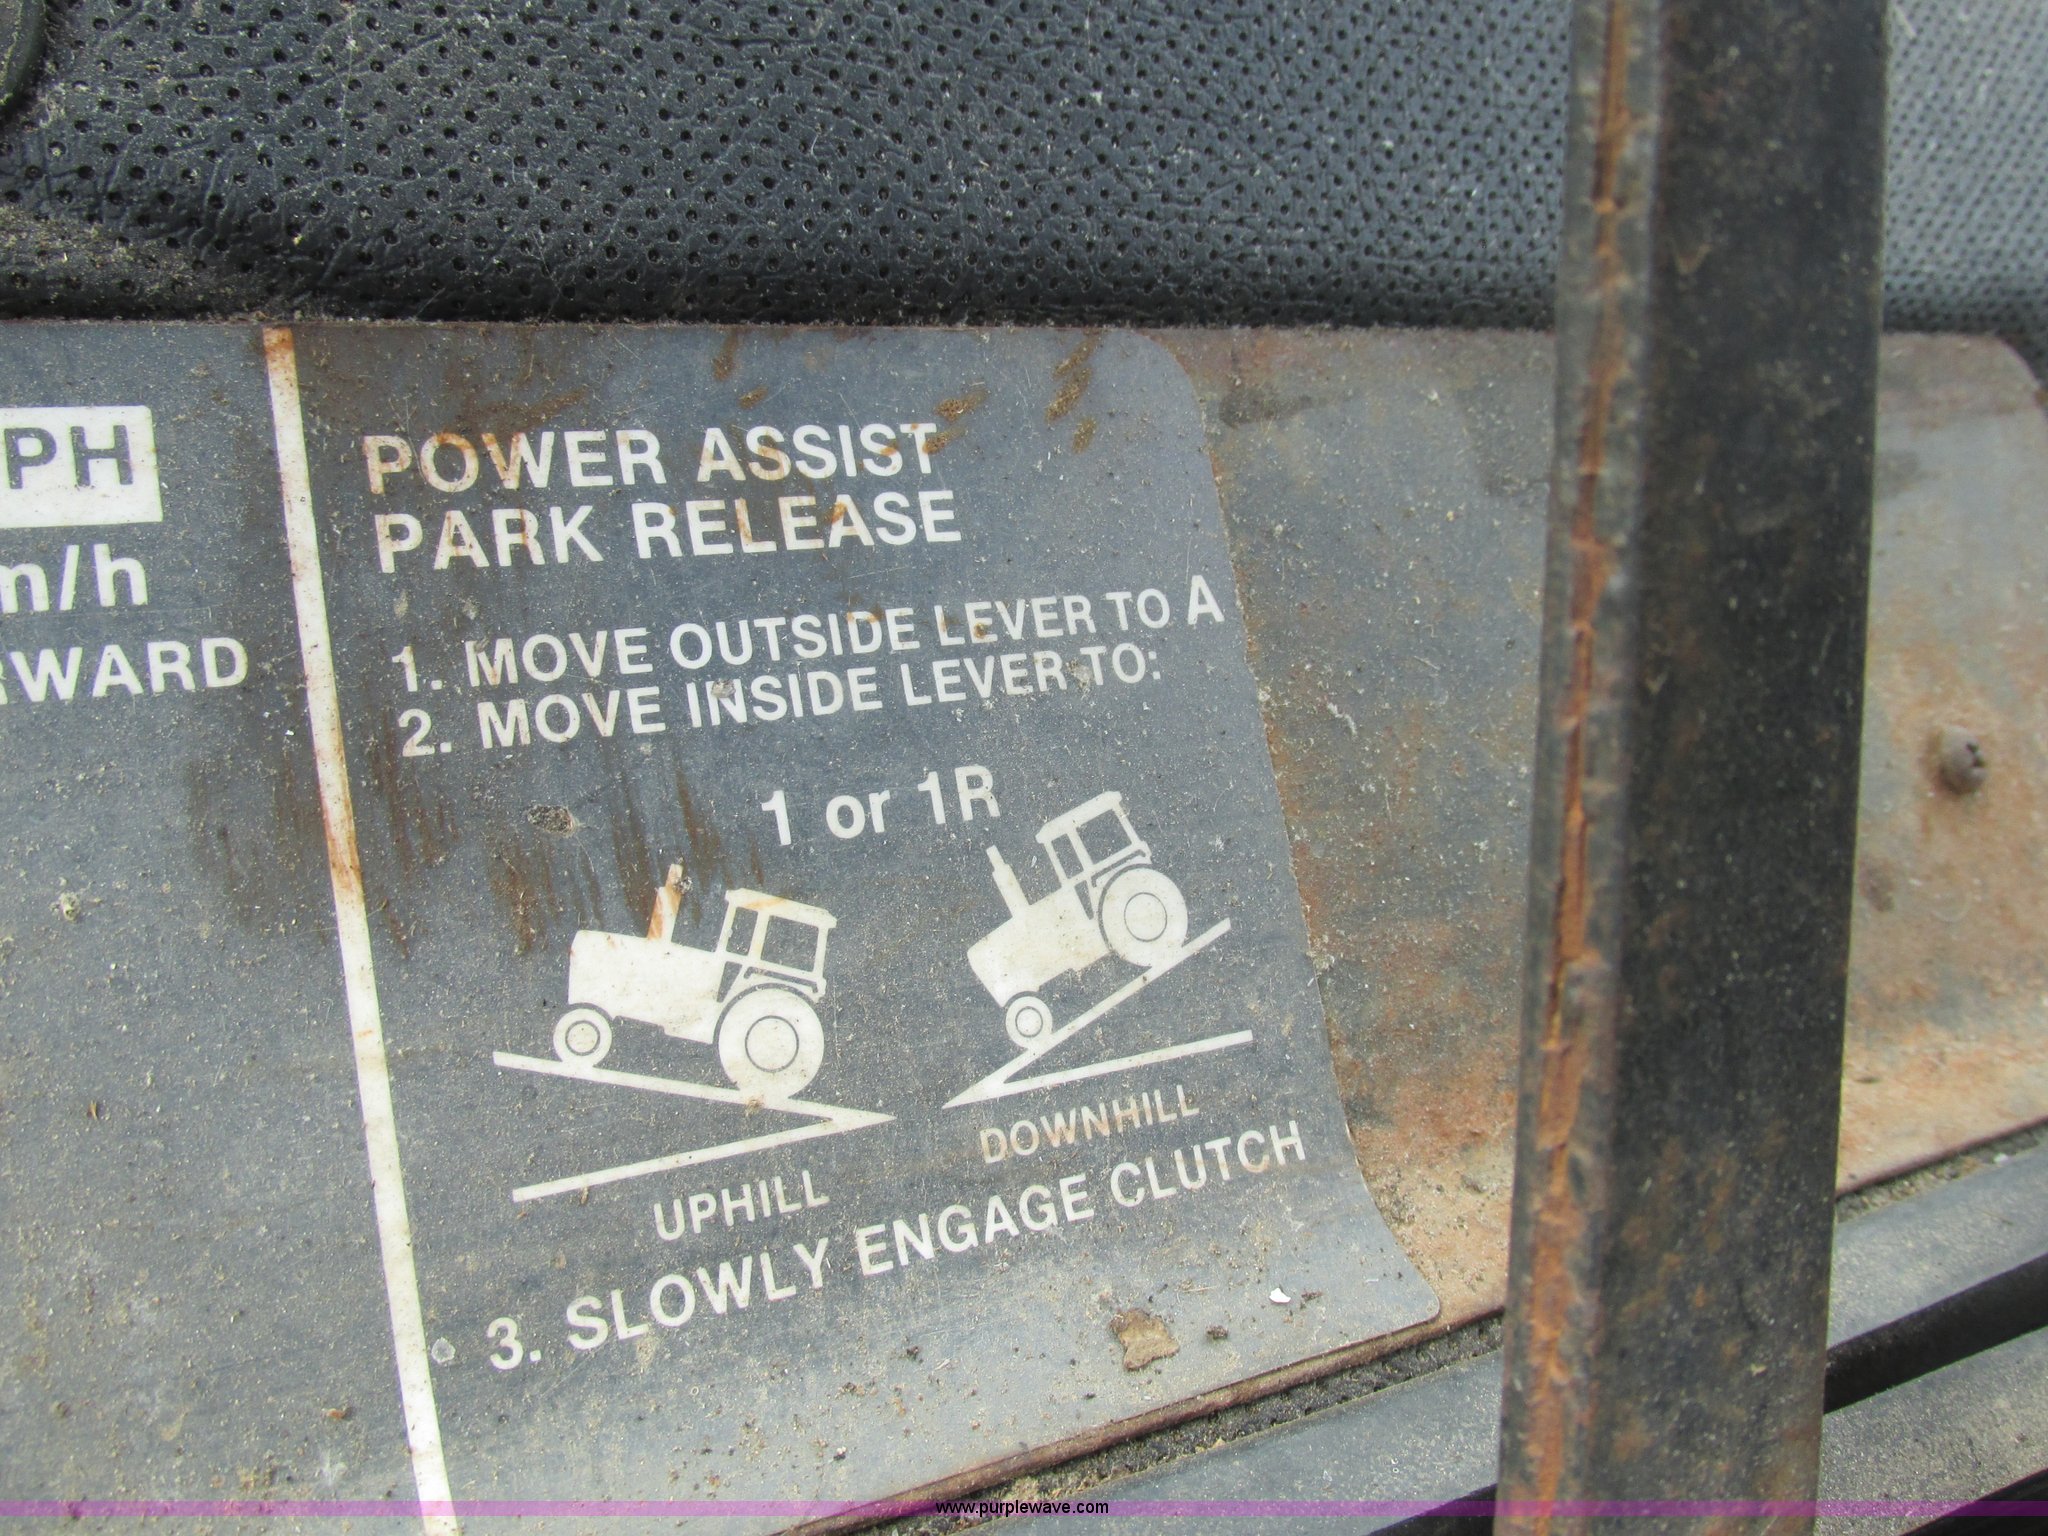 PH
m/h
RWARD
POWER ASSIST
PARK RELEASE
1. MOVE OUTSIDE LEVER TO A
2. MOVE INSIDE LEVER TO:
1 or 1R
UPHILL
DOWNHILL
3. SLOWLY ENGAGE CLUTCH
www.purplewave.com